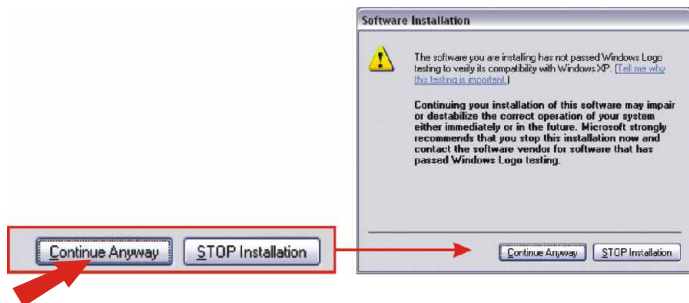 Software Installation
The software you are installing has not passed Windows Logo
testing to verify its compatibility with Windows XP. (Tell me why
this testing is important.)
Continuing your installation of this software may impair
or destabilize the correct operation of your system
either immediately or in the future. Microsoft strongly
recommends that you stop this installation now and
contact the software vendor for software that has
passed Windows Logo testing.
Continue Anyway STOP Installation
Continue Anyway STOP Installation